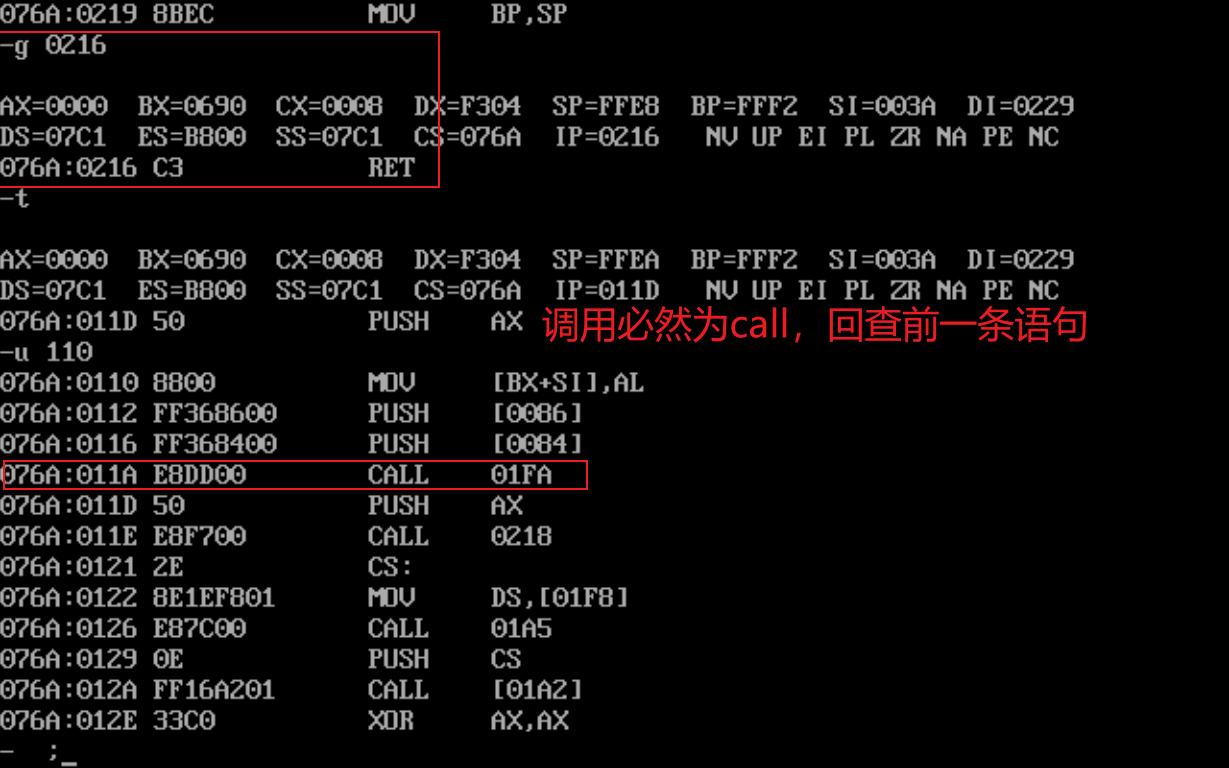 076A:0219 8BEC MOV BP,SP
-g 0216
AX=0000 BX=0690 CX=0008 DX=F304 SP=FFE8 BP=FFF2 SI=003A DI=0229
DS=07C1 ES=B800 SS=07C1 CS=076A IP=0216 NV UP EI PL ZR NA PE NC
076A:0216 C3 RET
-t
AX=0000 BX=0690 CX=0008 DX=F304 SP=FFEA BP=FFF2 SI=003A DI=0229
DS=07C1 ES=B800 SS=07C1 CS=076A IP=011D NV UP EI PL ZR NA PE NC
076A:011D 50 PUSH AX 调用必然为call，回查前一条语句
-u 110
076A:0110 8800 MOV [BX+SI],AL
076A:0112 FF368600 PUSH [0086]
076A:0116 FF368400 PUSH [0084]
076A:011A E8DD00 CALL 01FA
076A:011D 50 PUSH AX
076A:011E E8F700 CALL 0218
076A:0121 2E CS:
076A:0122 8E1EF801 MOV DS,[01F8]
076A:0126 E87C00 CALL 01A5
076A:0129 0E PUSH CS
076A:012A FF16A201 CALL [01A2]
076A:012E 33C0 XOR AX,AX
- ;_